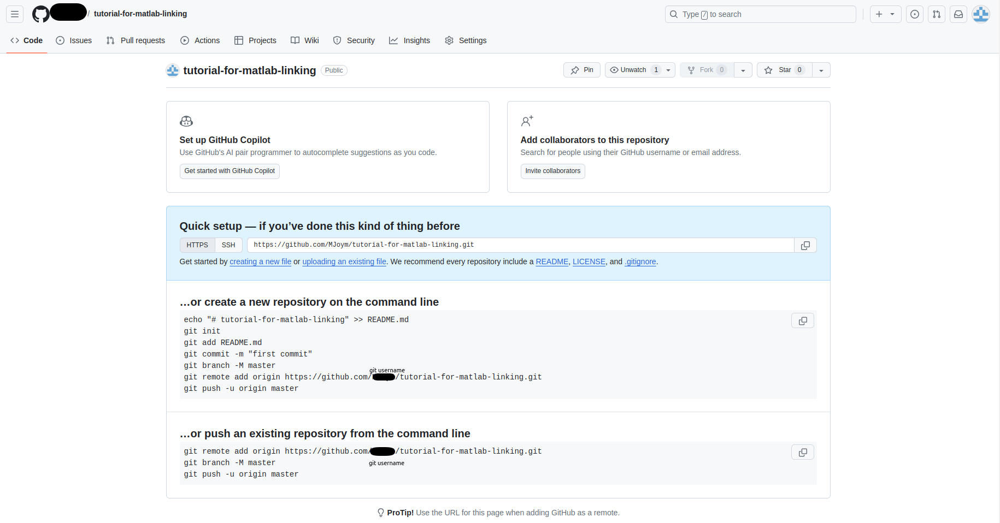 / tutorial-for-matlab-linking
Type / to search
Code Issues Pull requests Actions Projects Wiki Security Insights Settings
tutorial-for-matlab-linking Public
Pin Unwatch 1 Fork 0 Star 0
Set up GitHub Copilot
Use GitHub's AI pair programmer to autocomplete suggestions as you code.
Get started with GitHub Copilot
Add collaborators to this repository
Search for people using their GitHub username or email address.
Invite collaborators
Quick setup — if you’ve done this kind of thing before
HTTPS SSH https://github.com/MJoym/tutorial-for-matlab-linking.git
Get started by creating a new file or uploading an existing file. We recommend every repository include a README, LICENSE, and .gitignore.
…or create a new repository on the command line
echo "# tutorial-for-matlab-linking" >> README.md
git init
git add README.md
git commit -m "first commit"
git branch -M master
git username
git remote add origin https://github.com/ /tutorial-for-matlab-linking.git
git push -u origin master
…or push an existing repository from the command line
git remote add origin https://github.com/ /tutorial-for-matlab-linking.git
git branch -M master
git username
git push -u origin master
ProTip! Use the URL for this page when adding GitHub as a remote.